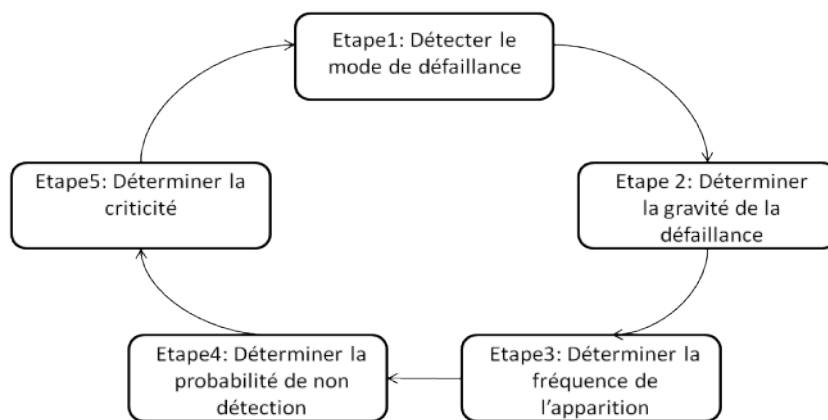 Etape1: Détecter le
mode de défaillance
Etape 2: Déterminer
la gravité de la
défaillance
Etape3: Déterminer la
fréquence de
l’apparition
Etape4: Déterminer la
probabilité de non
détection
Etape5: Déterminer la
criticité